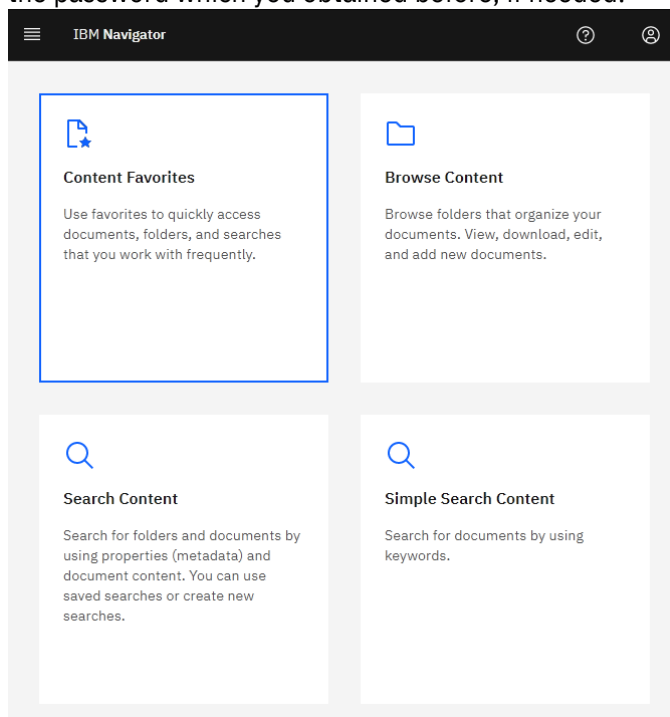 the password which you obtained before, if needed.
IBM Navigator
Content Favorites
Use favorites to quickly access
documents, folders, and searches
that you work with frequently.
Browse Content
Browse folders that organize your
documents. View, download, edit,
and add new documents.
Search Content
Search for folders and documents by
using properties (metadata) and
document content. You can use
saved searches or create new
searches.
Simple Search Content
Search for documents by using
keywords.